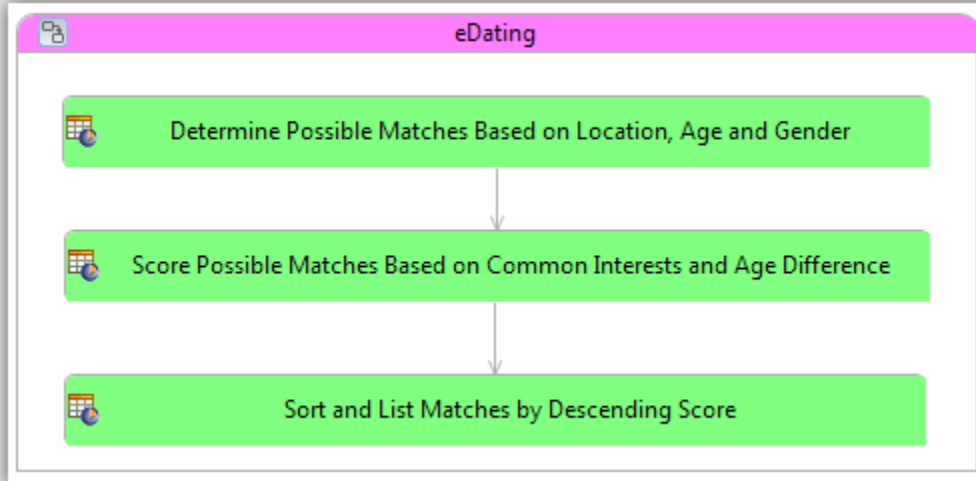 eDating
Determine Possible Matches Based on Location, Age and Gender
Score Possible Matches Based on Common Interests and Age Difference
Sort and List Matches by Descending Score